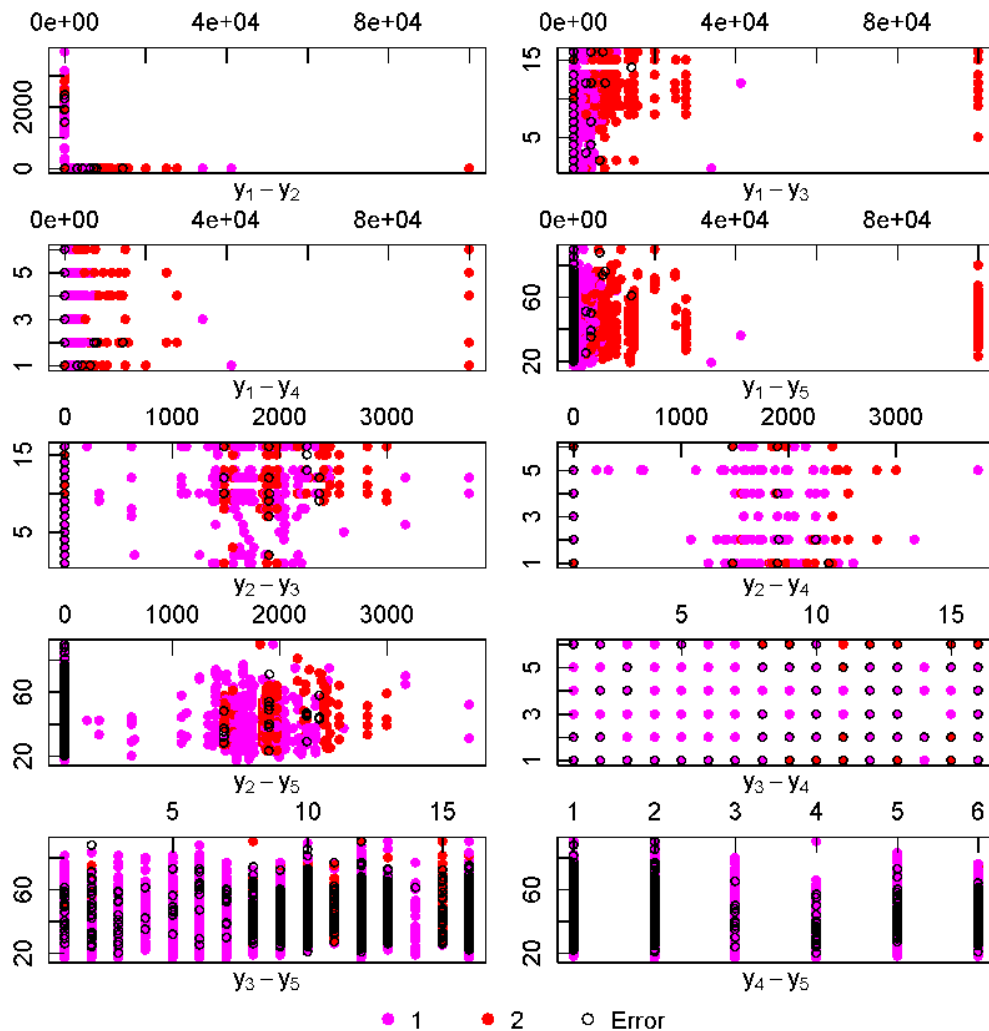 0e+00 4e+04 8e+04 0e+00 4e+04 8e+04
0 2000
5 15
y₁ − y₂ y₁ − y₃
0e+00 4e+04 8e+04 0e+00 4e+04 8e+04
1 3 5
20 60
y₁ − y₄ y₁ − y₅
0 1000 2000 3000 0 1000 2000 3000
5 15
1 3 5
y₂ − y₃ y₂ − y₄
0 1000 2000 3000 5 10 15
20 60
1 3 5
y₂ − y₅ y₃ − y₄
5 10 15 1 2 3 4 5 6
20 60
20 60
y₃ − y₅ y₄ − y₅
1 2 Error